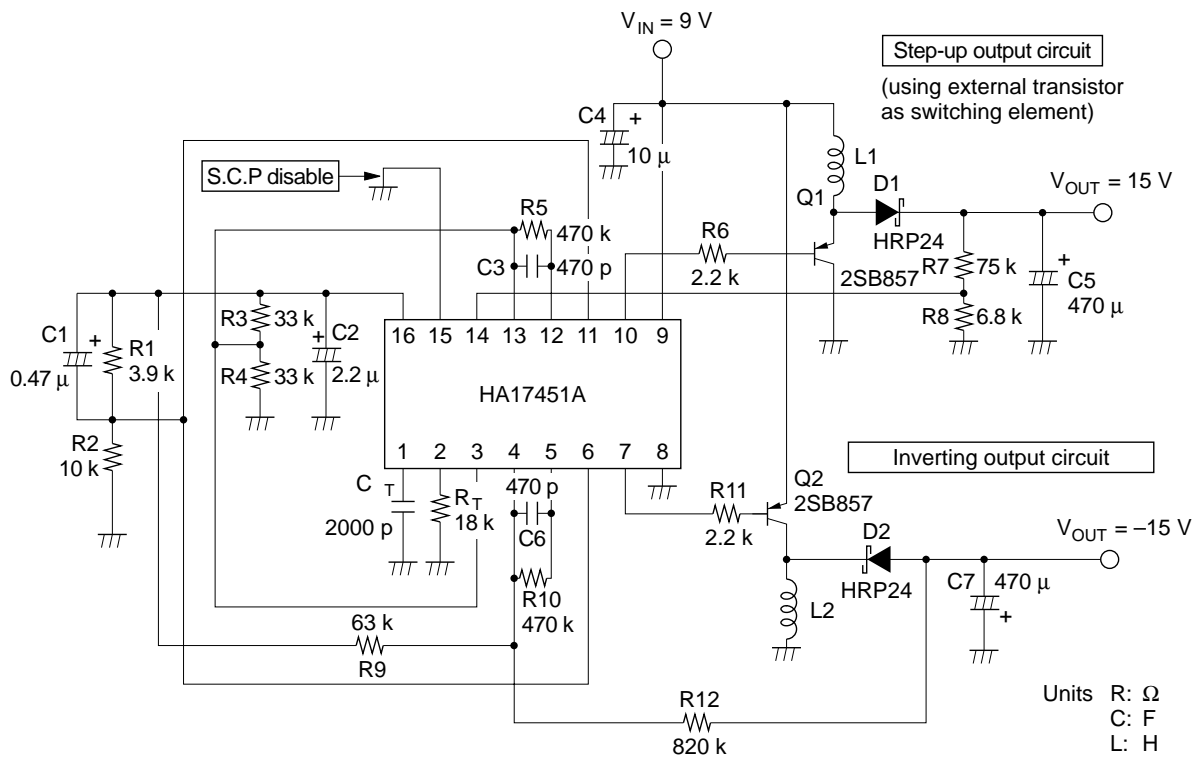 V_IN = 9 V
Step-up output circuit
(using external transistor
as switching element)
C4
+
10 μ
L1
S.C.P disable
Q1
D1
V_OUT = 15 V
R5
470 k
R6
HRP24
C3
470 p
2.2 k
2SB857
R7
75 k
+
C5
470 μ
C1
+
R1
3.9 k
0.47 μ
R3
33 k
R4
33 k
+
C2
2.2 μ
16 15 14 13 12 11 10 9
R8
6.8 k
HA17451A
R2
10 k
1 2 3 4 5 6 7 8
Inverting output circuit
C T
2000 p
R T
18 k
470 p
C6
R11
2.2 k
Q2
2SB857
D2
HRP24
V_OUT = –15 V
C7
470 μ
+
R10
470 k
L2
63 k
R9
R12
820 k
Units R: Ω
C: F
L: H